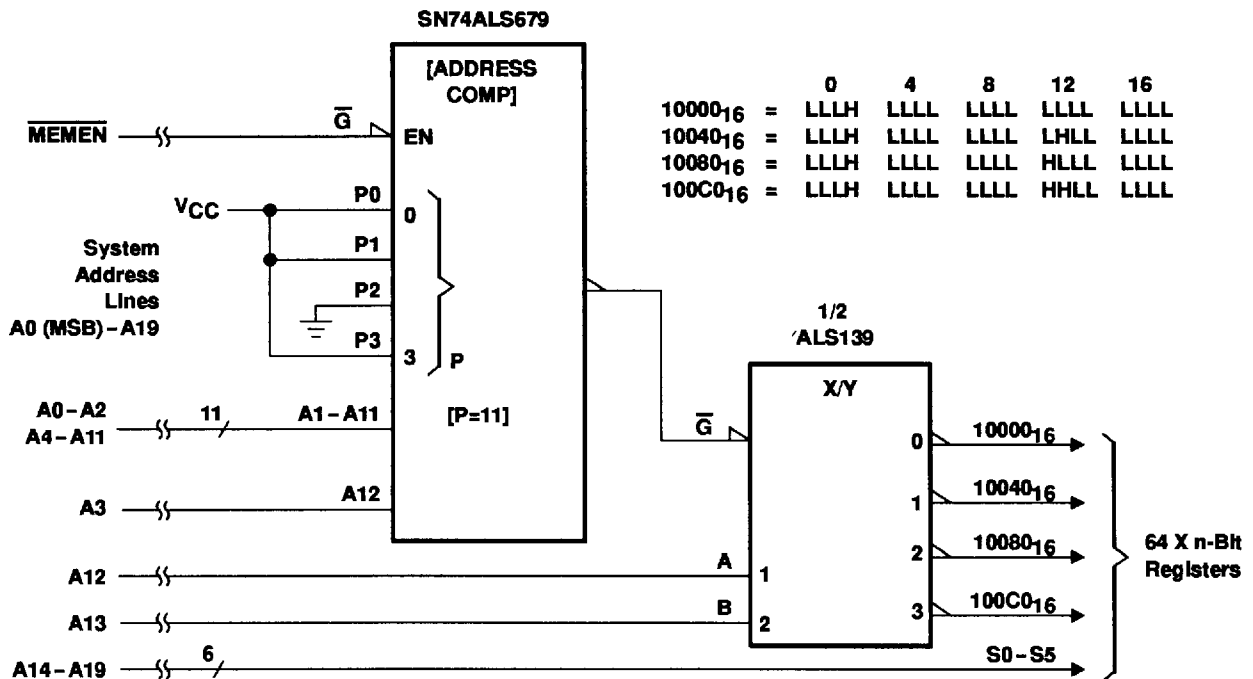 SN74ALS679
[ADDRESS
COMP]
MEMEN
G
EN
VCC
P0
0
P1
P2
P3
3
P
System
Address
Lines
A0 (MSB) – A19
A0 – A2
A4 – A11
11
A1 – A11
[P=11]
A3
A12
0 4 8 12 16
10000₁₆ = LLLH LLLL LLLL LLLL LLLL
10040₁₆ = LLLH LLLL LLLL LHLL LLLL
10080₁₆ = LLLH LLLL LLLL HLLL LLLL
100C0₁₆ = LLLH LLLL LLLL HHLL LLLL
1/2
′ALS139
X/Y
G
0
10000₁₆
1
10040₁₆
2
10080₁₆
3
100C0₁₆
A12
A
1
A13
B
2
A14 – A19
6
S0 – S5
64 X n-Bit
Registers